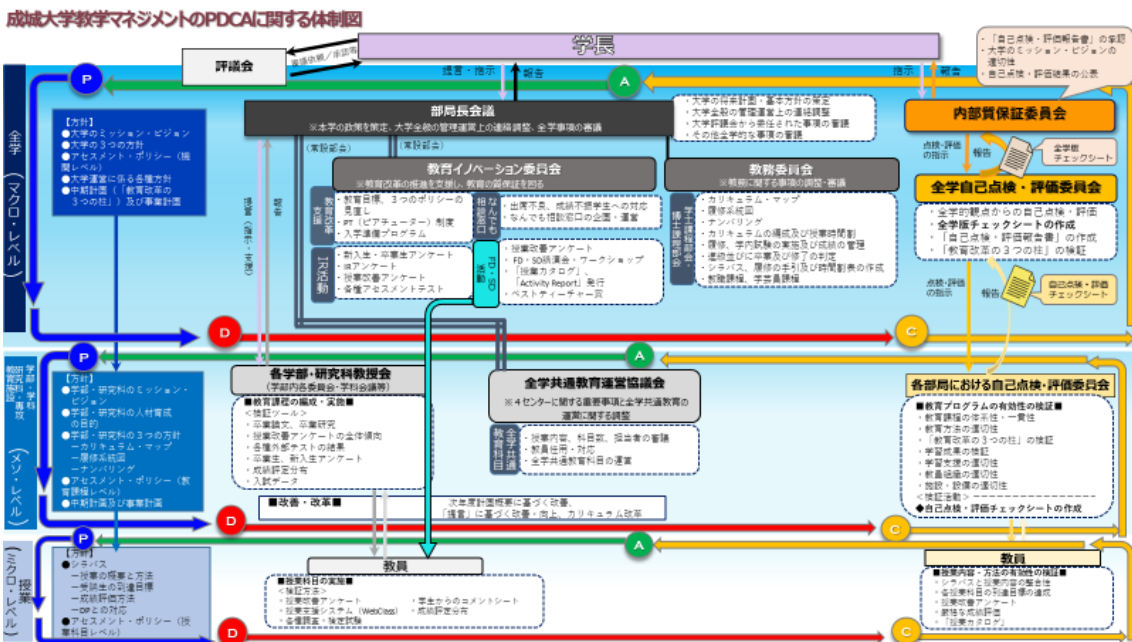 成城大学教学マネジメントのPDCAに関する体制図
学長
評議会
審議依頼／承認等
提言・指示
報告
指示
報告
・「自己点検・評価報告書」の承認
・大学のミッション・ビジョンの
適切性
・自己点検・評価結果の公表
P
A
全学
（マクロ・レベル）
【方針】
●大学のミッション・ビジョン
●大学の3つの方針
●アセスメント・ポリシー（機
関レベル）
●大学運営に係る各種方針
●中期計画（「教育改革の
３つの柱」）及び事業計画
部局長会議
※本学の政策を策定、大学全般の管理運営上の連絡調整、全学事項の審議
・大学の将来計画・基本方針の策定
・大学全般の管理運営上の連絡調整
・大学評議会から委任された事項の審議
・その他全学的な事項の審議
内部質保証委員会
（常設部会）
（常設部会）
点検・評価
の指示
報告
全学版
チェックシート
教育イノベーション委員会
※教育改革の推進を支援し、教育の質保証を図る
教務委員会
※教務に関する事項の調整・審議
全学自己点検・評価委員会
教育改革
支援
・教育目標、３つのポリシーの
見直し
・PT（ピアチューター）制度
・入学準備プログラム
なんでも
相談窓口
・出席不良、成績不振学生への対応
・なんでも相談窓口の企画・運営
IR活動
・新入生・卒業生アンケート
・IRアンケート
・授業改善アンケート
・各種アセスメントテスト
FD・SD
活動
・授業改善アンケート
・FD・SD講演会・ワークショップ
・「授業カタログ」、
「Activity Report」発行
・ベストティーチャー賞
学士課程部会・
博士課程部会
・カリキュラム・マップ
・履修系統図
・ナンバリング
・カリキュラムの編成及び授業時間割
・履修、学内試験の実施及び成績の管理
・進級並びに卒業及び修了の判定
・シラバス、履修の手引及び時間割表の作成
・教職課程、学芸員課程
・全学的観点からの自己点検・評価
・全学版チェックシートの作成
・「自己点検・評価報告書」の作成
・「教育改革の３つの柱」の検証
提言（指示・支援）
報告
点検・評価
の指示
報告
自己点検・評価
チェックシート
D
C
P
A
学部・学科
研究科・専攻
教育施設
（メソ・レベル）
【方針】
●学部・研究科のミッション・
ビジョン
●学部・研究科の人材育成
の目的
●学部・研究科の３つの方針
ーカリキュラム・マップ
ー履修系統図
ーナンバリング
●アセスメント・ポリシー（教
育課程レベル）
●中期計画及び事業計画
各学部・研究科教授会
（学部内各委員会・学科会議等）
■教育課程の編成・実施■
＜検証ツール＞
・卒業論文、卒業研究
・授業改善アンケートの全体傾向
・各種外部テストの結果
・卒業生、新入生アンケート
・成績評定分布
・入試データ
全学共通教育運営協議会
※４センターに関する重要事項と全学共通教育の
運営に関する調整
全学共通
教育科目
・授業内容、科目数、担当者の審議
・教員任用・対応
・全学共通教育科目の運営
各部局における自己点検・評価委員会
■教育プログラムの有効性の検証■
・教育課程の体系性・一貫性
・教育方法の適切性
・「教育改革の３つの柱」の検証
・学習成果の検証
・学習支援の適切性
・教員組織の適切性
・施設・設備の適切性
＜検証活動＞
◆自己点検・評価チェックシートの作成
■改善・改革■
次年度計画概要に基づく改善、
「提言」に基づく改善・向上、カリキュラム改革
D
C
P
A
授業
（ミクロ・レベル）
【方針】
●シラバス
ー授業の概要と方法
ー受講生の到達目標
ー成績評価方法
ーDPとの対応
●アセスメント・ポリシー（授
業科目レベル）
教員
■授業科目の実施■
＜検証方法＞
・授業改善アンケート
・授業支援システム（WebClass）
・各種調査・検定試験
・学生からのコメントシート
・成績評定分布
教員
■授業内容・方法の有効性の検証■
・シラバスと授業内容の整合性
・各授業科目の到達目標の達成
・授業改善アンケート
・厳格な成績評価
・「授業カタログ」
D
C